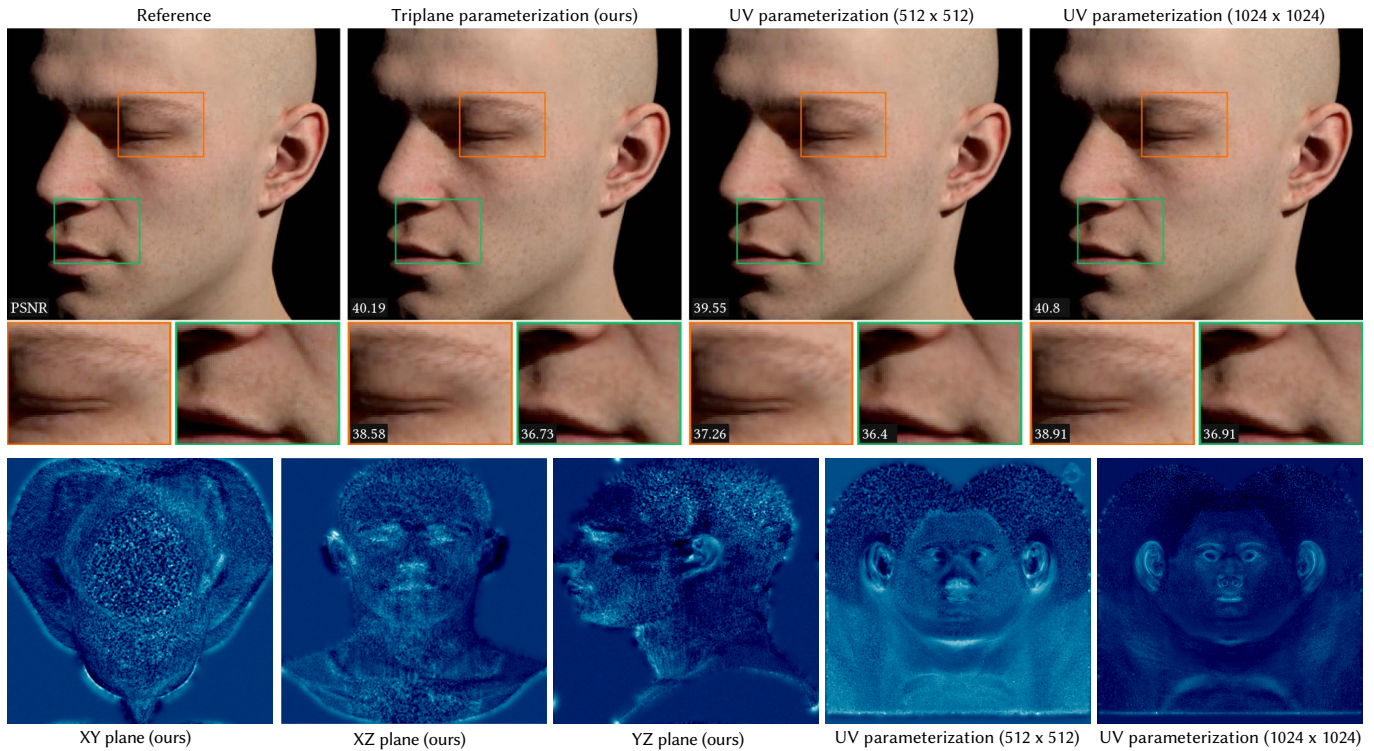 Reference
Triplane parameterization (ours)
UV parameterization (512 x 512)
UV parameterization (1024 x 1024)
PSNR
40.19
39.55
40.8
38.58
36.73
37.26
36.4
38.91
36.91
XY plane (ours)
XZ plane (ours)
YZ plane (ours)
UV parameterization (512 x 512)
UV parameterization (1024 x 1024)